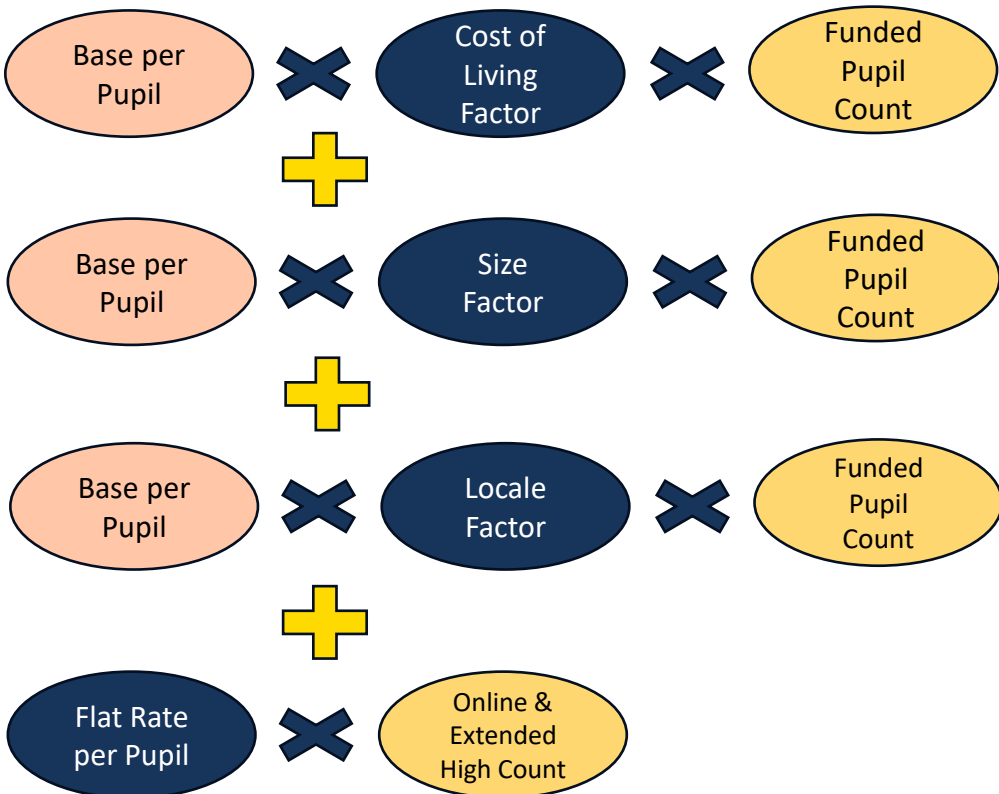 Base per
Pupil
Cost of
Living
Factor
Funded
Pupil
Count
Base per
Pupil
Size
Factor
Funded
Pupil
Count
Base per
Pupil
Locale
Factor
Funded
Pupil
Count
Flat Rate
per Pupil
Online &
Extended
High Count